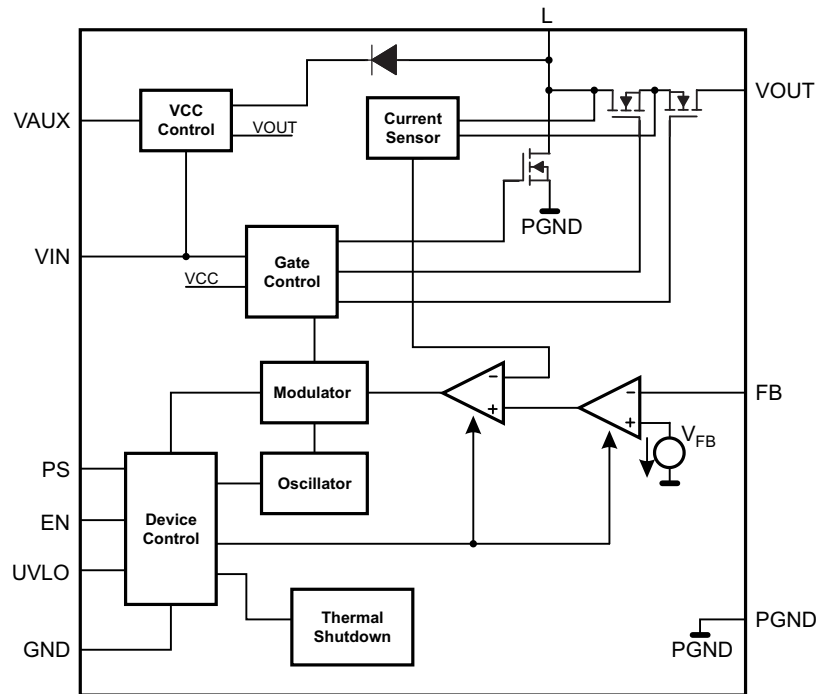 L
VOUT
VAUX
VCC
Control
VOUT
Current
Sensor
PGND
VIN
Gate
Control
VCC
Modulator
FB
VFB
PS
Oscillator
EN
Device
Control
UVLO
Thermal
Shutdown
GND
PGND
PGND